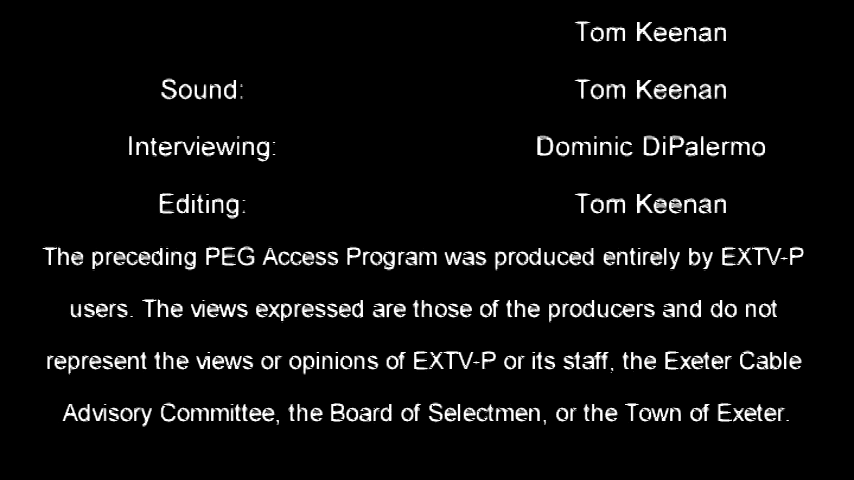 Tom Keenan
Sound: Tom Keenan
Interviewing: Dominic DiPalermo
Editing: Tom Keenan
The preceding PEG Access Program was produced entirely by EXTV-P
users. The views expressed are those of the producers and do not
represent the views or opinions of EXTV-P or its staff, the Exeter Cable
Advisory Committee, the Board of Selectmen, or the Town of Exeter.